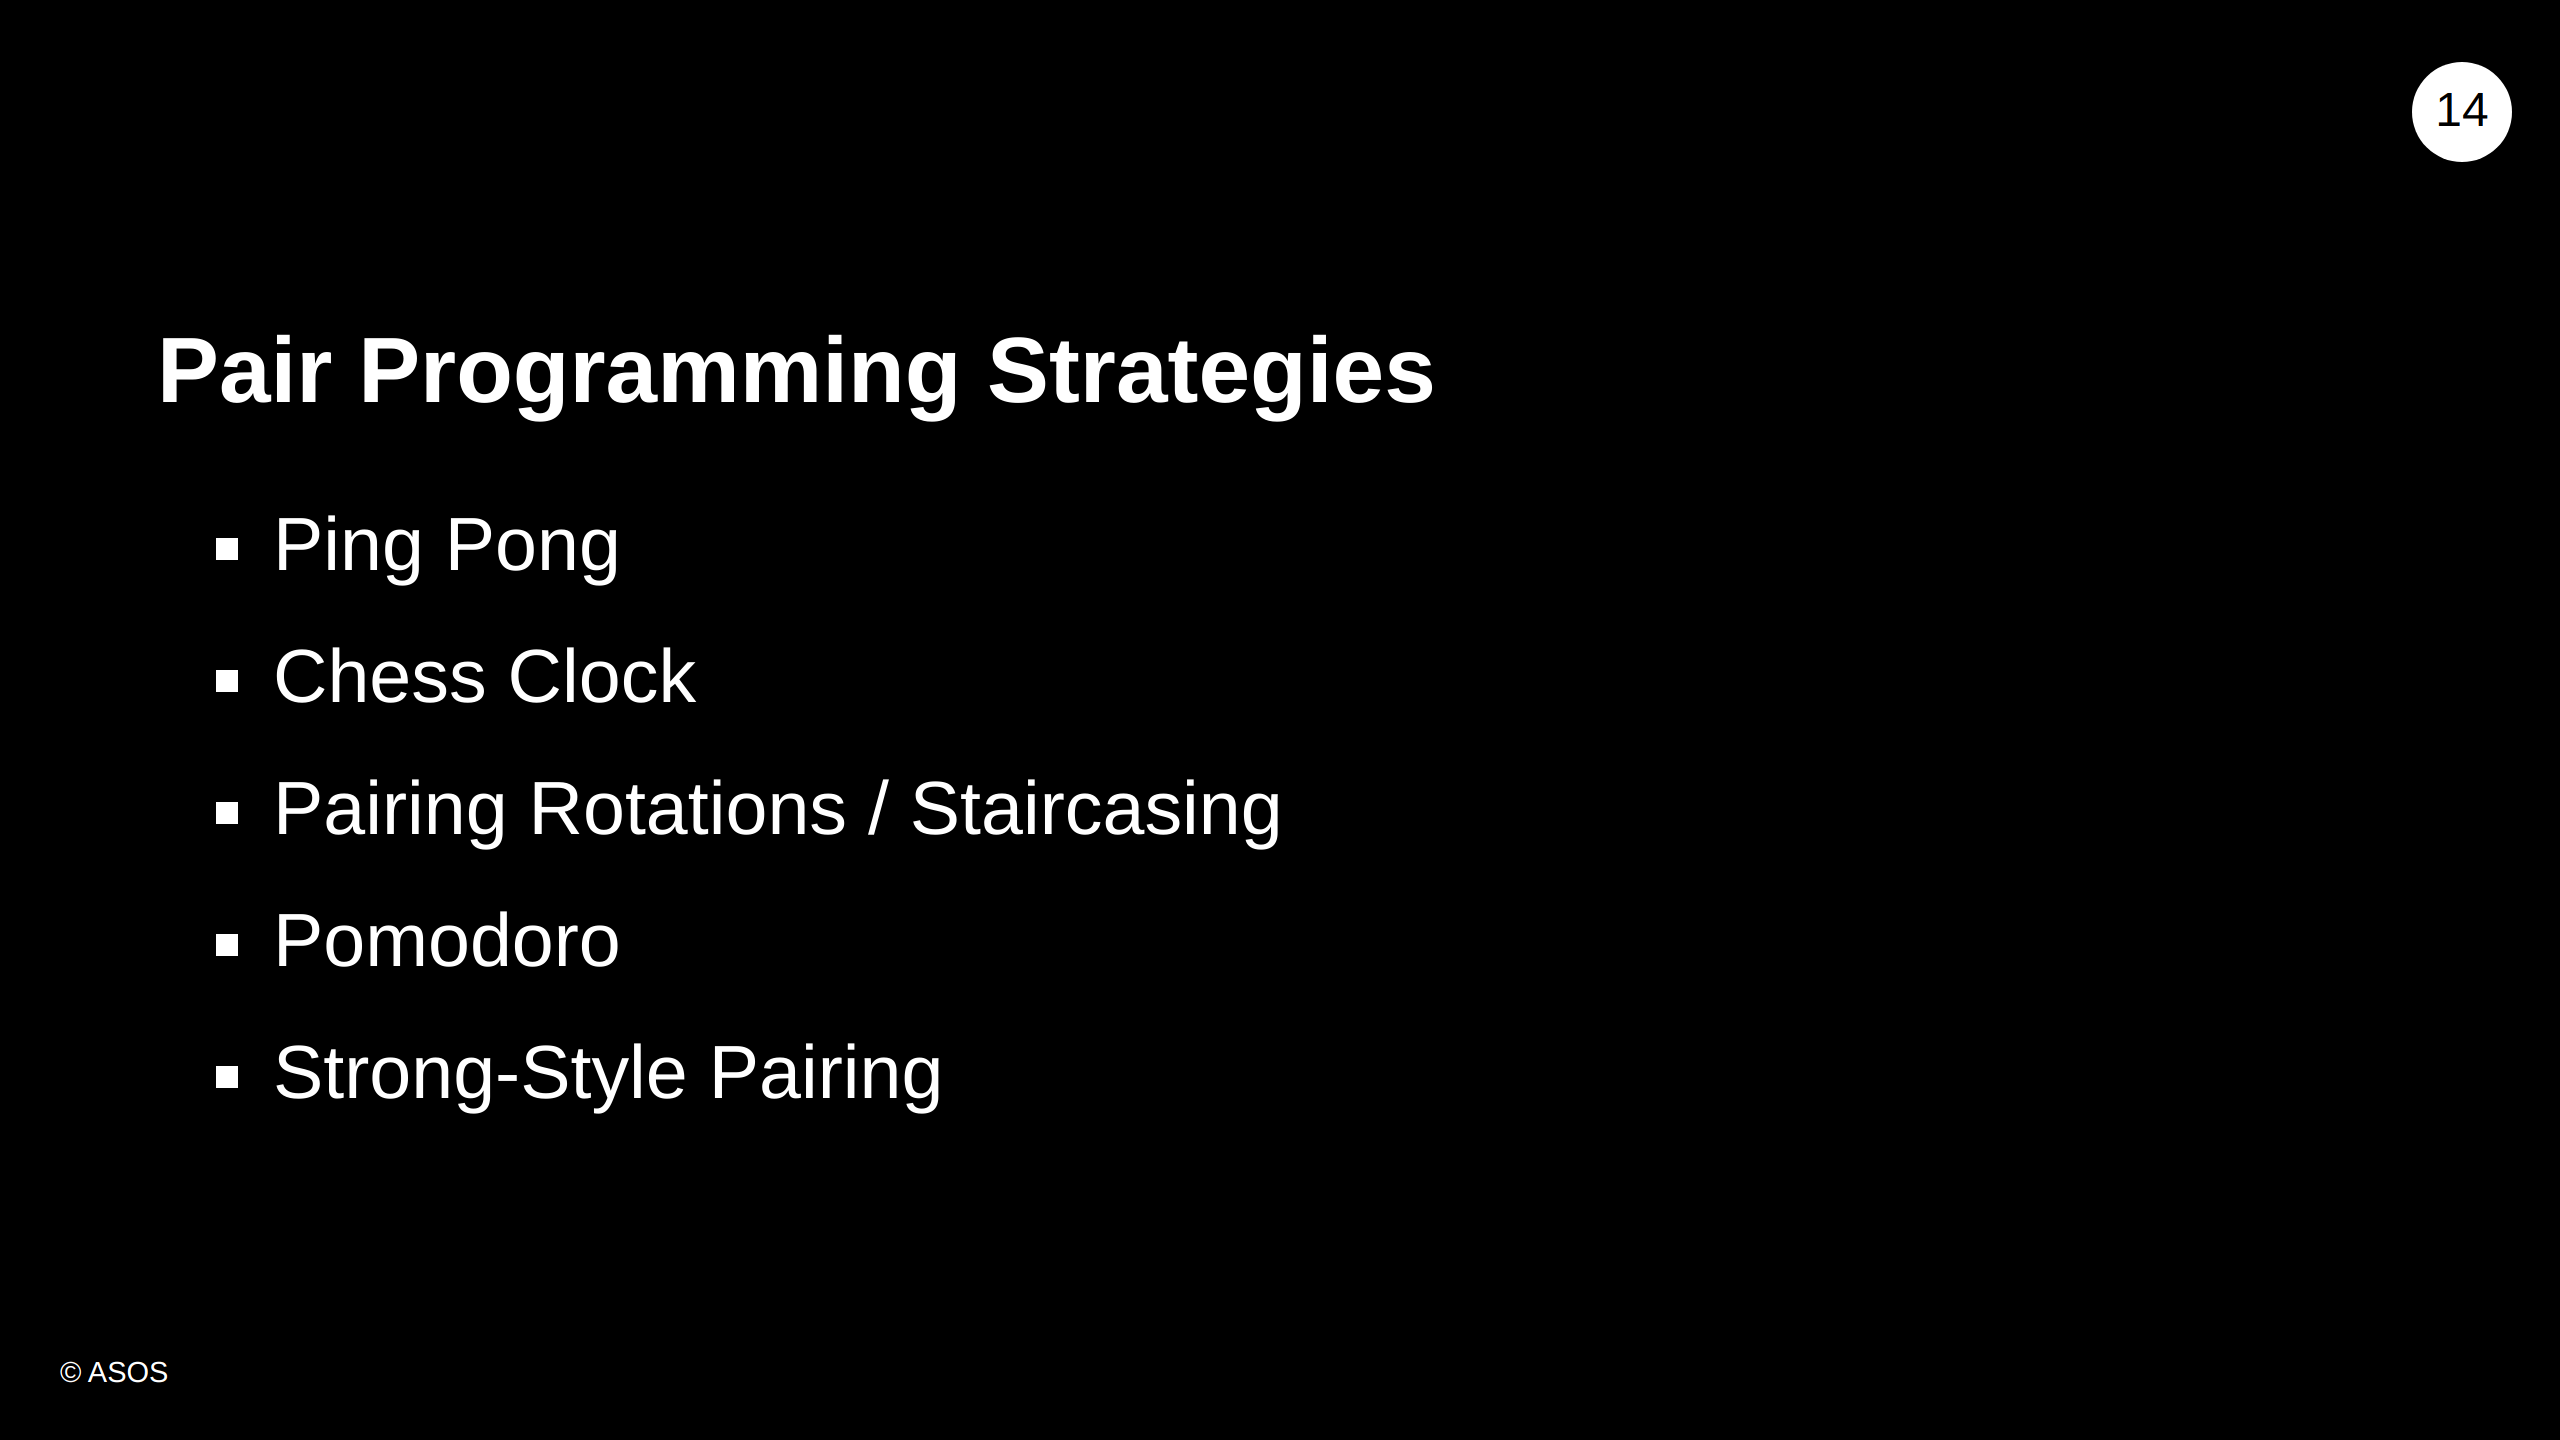 14
Pair Programming Strategies
▪ Ping Pong
▪ Chess Clock
▪ Pairing Rotations / Staircasing
▪ Pomodoro
▪ Strong-Style Pairing
© ASOS